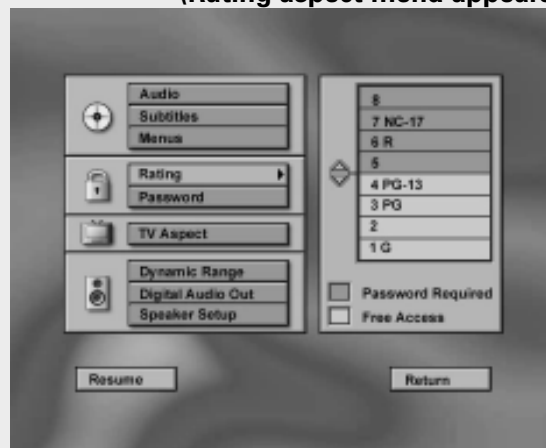 (Rating aspect menu appears
Audio
Subtitles
Menus
Rating
Password
TV Aspect
Dynamic Range
Digital Audio Out
Speaker Setup
8
7 NC-17
6 R
5
4 PG-13
3 PG
2
1 G
Password Required
Free Access
Resume
Return